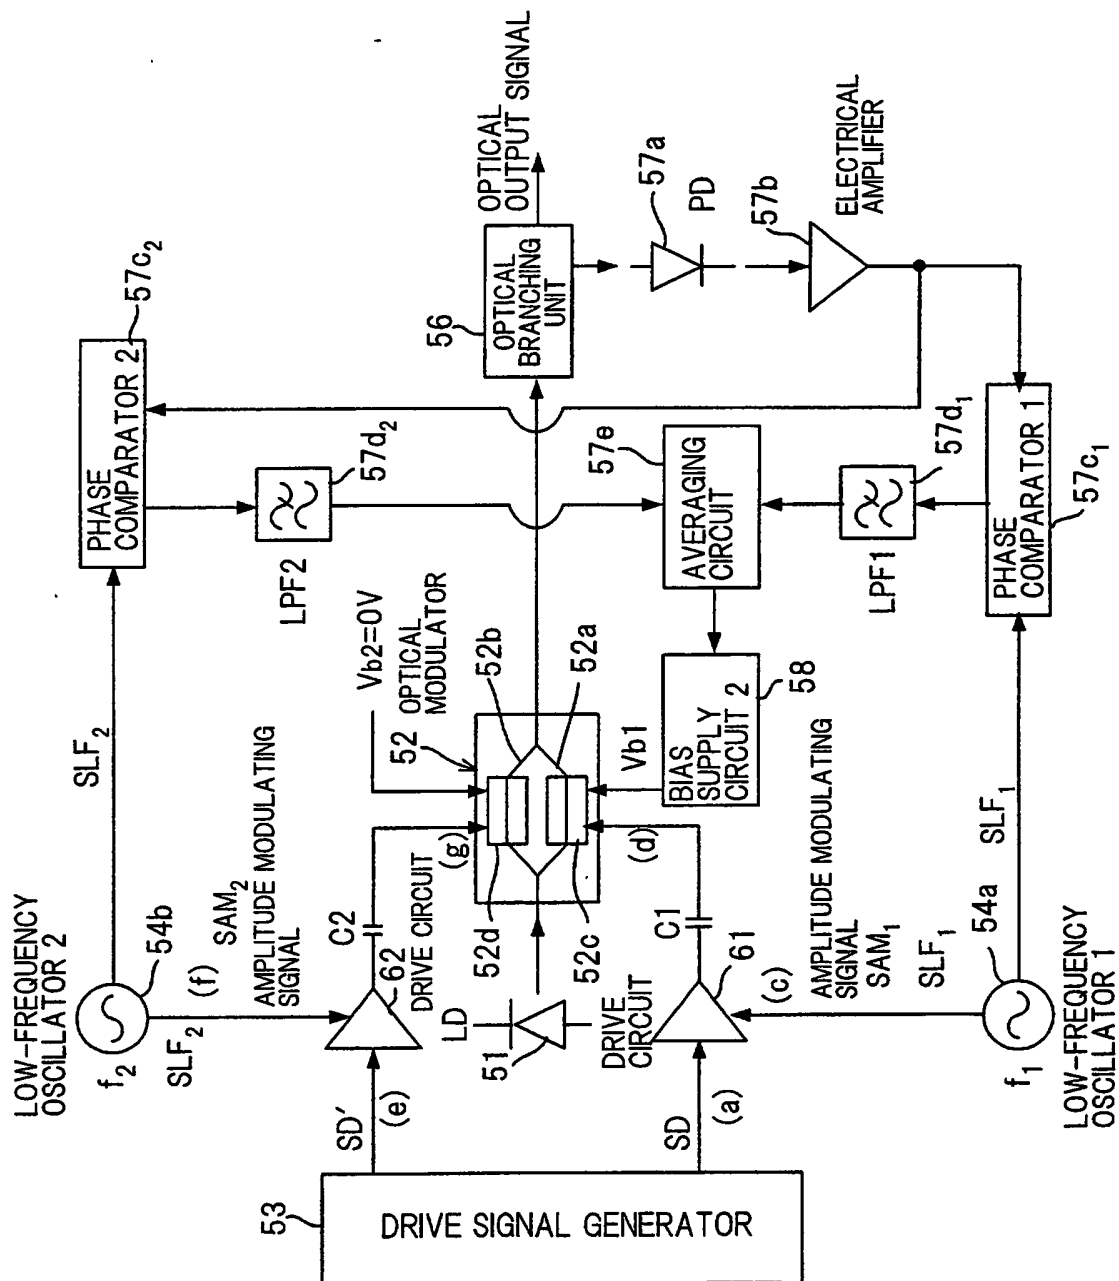 LOW-FREQUENCY
OSCILLATOR 2
f2
54b
SLF2
SLF2
(f)
SAM2
AMPLITUDE MODULATING
SIGNAL
PHASE
COMPARATOR 2
57c2
LPF2
57d2
SD'
(e)
62
DRIVE CIRCUIT
C2
(g)
Vb2=0V
52
OPTICAL
MODULATOR
52b
52a
52d
52c
LD
51
56
OPTICAL
BRANCHING
UNIT
OPTICAL
OUTPUT SIGNAL
57a
PD
57b
ELECTRICAL
AMPLIFIER
57e
AVERAGING
CIRCUIT
BIAS
SUPPLY
CIRCUIT 2
58
Vb1
53
DRIVE SIGNAL GENERATOR
SD
(a)
DRIVE
CIRCUIT
61
C1
(d)
(c)
AMPLITUDE MODULATING
SIGNAL
SAM1
SLF1
LPF1
57d1
PHASE
COMPARATOR 1
57c1
SLF1
54a
f1
LOW-FREQUENCY
OSCILLATOR 1